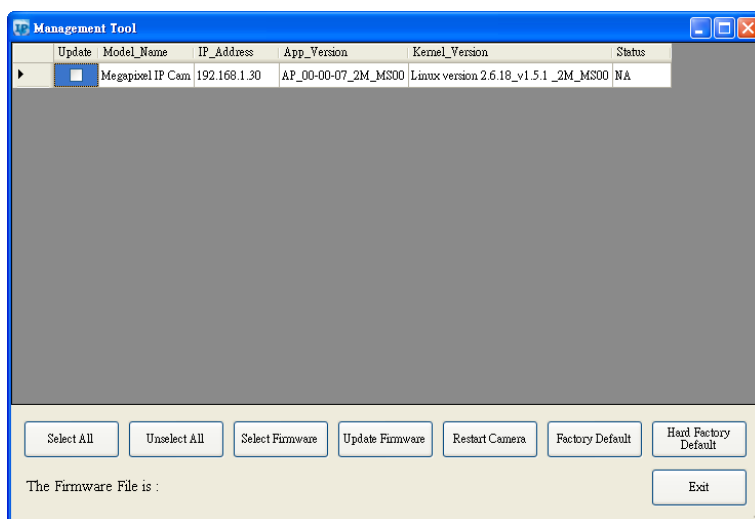 IP Management Tool
Update Model_Name IP_Address App_Version Kernel_Version Status
Megapixel IP Cam 192.168.1.30 AP_00-00-07_2M_MS00 Linux version 2.6.18_v1.5.1 _2M_MS00 NA
Select All Unselect All Select Firmware Update Firmware Restart Camera Factory Default Hard Factory
Default
The Firmware File is : Exit